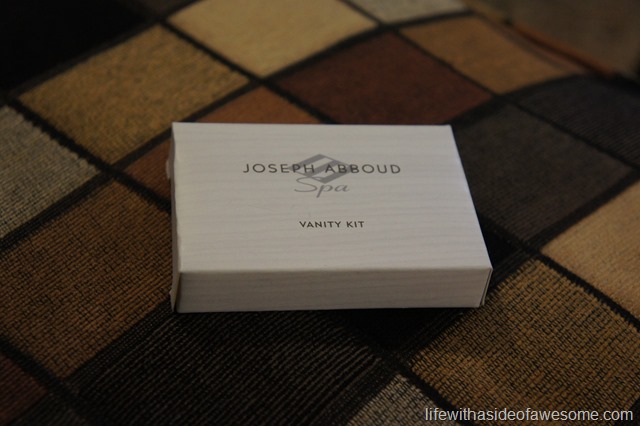 JOSEPH ABBOUD
Spa
VANITY KIT
lifewithasideofawesome.com